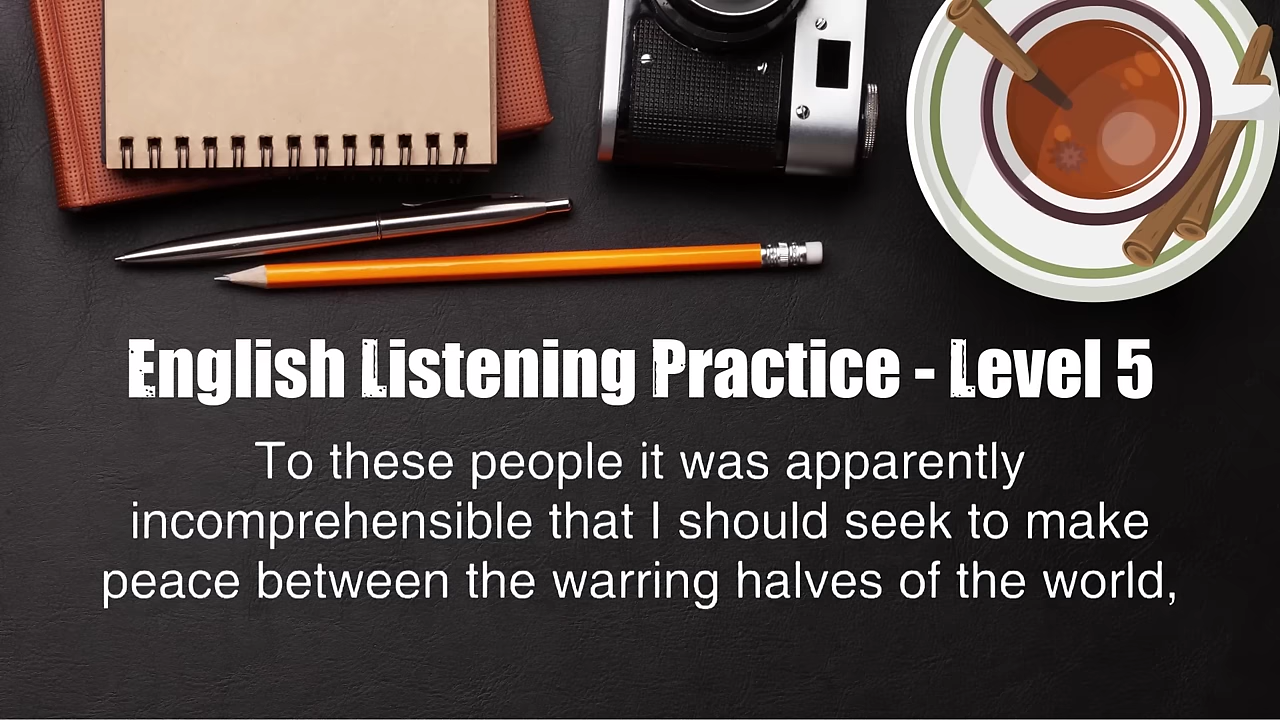 English Listening Practice - Level 5
To these people it was apparently
incomprehensible that I should seek to make
peace between the warring halves of the world,